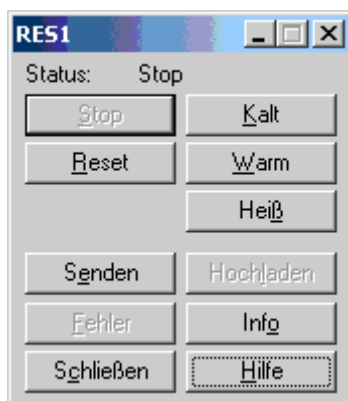 RES1
Status: Stop
Stop Kalt
Reset Warm
Heiß
Senden Hochladen
Fehler Info
Schließen Hilfe